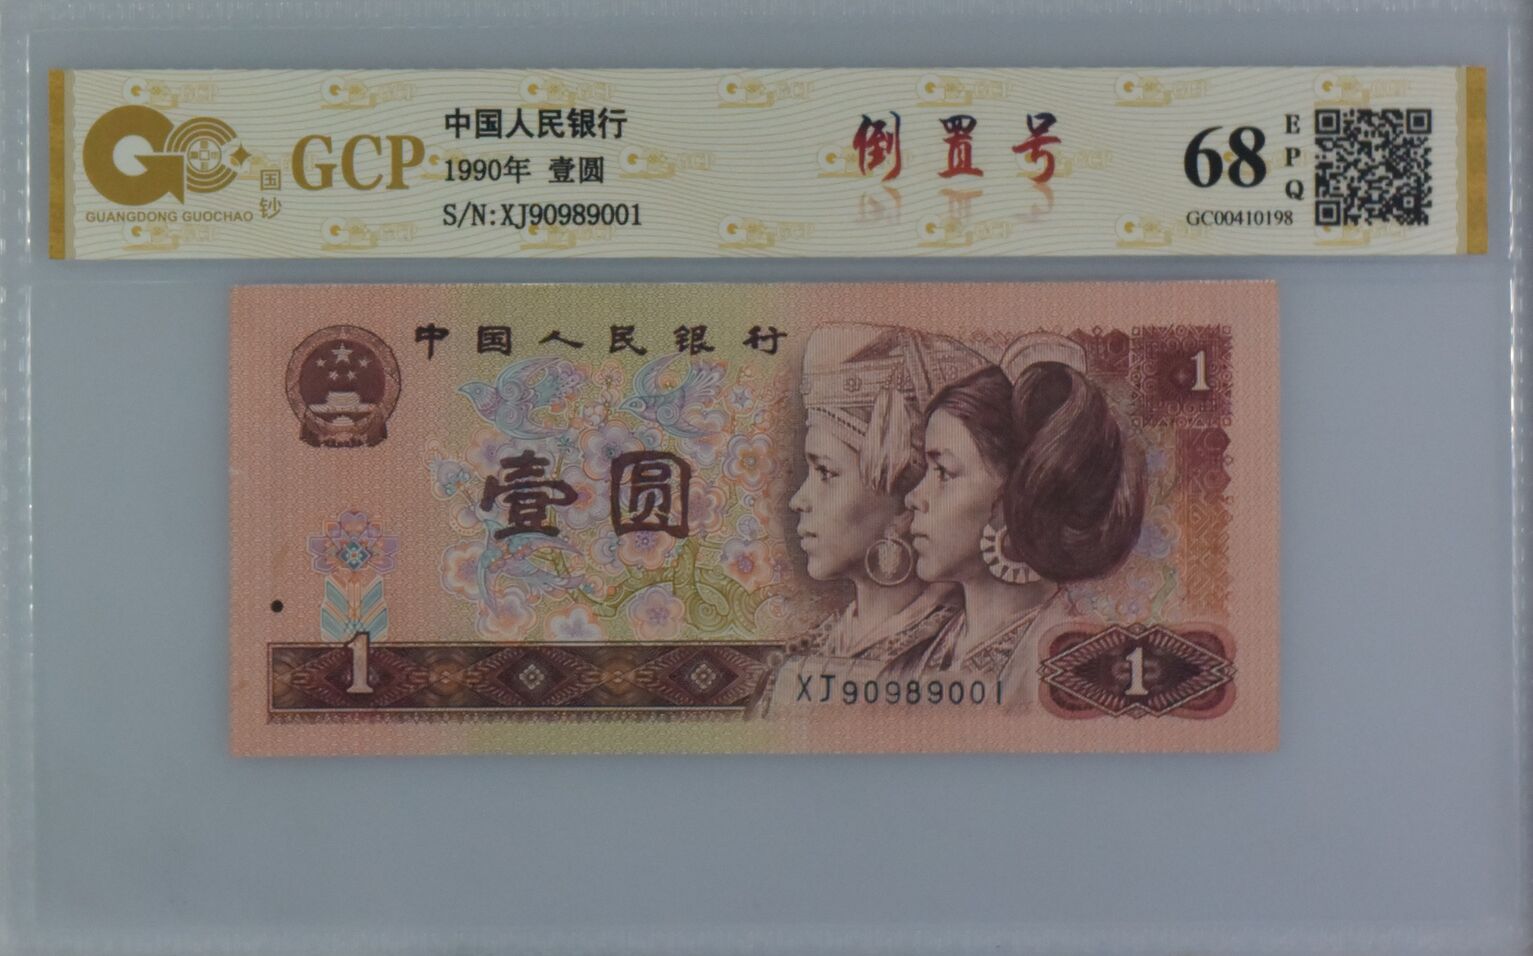 GCP
国钞
GUANGDONG GUOCHAO
中国人民银行
1990年 壹圆
S/N:XJ90989001
倒置号
68
EPQ
GC00410198
中国人民银行
1
壹圆
1
XJ90989001
1